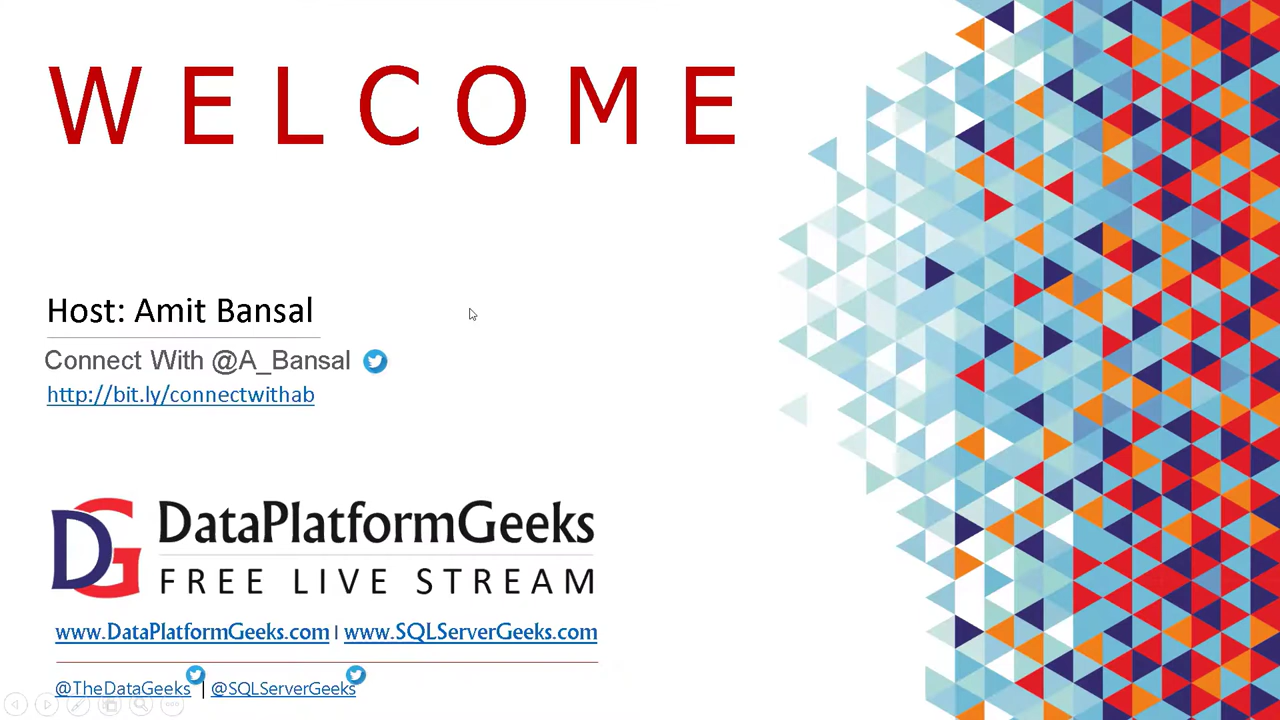 WELCOME
Host: Amit Bansal
Connect With @A_Bansal
http://bit.ly/connectwithab
DG DataPlatformGeeks
FREE LIVE STREAM
www.DataPlatformGeeks.com | www.SQLServerGeeks.com
@TheDataGeeks | @SQLServerGeeks